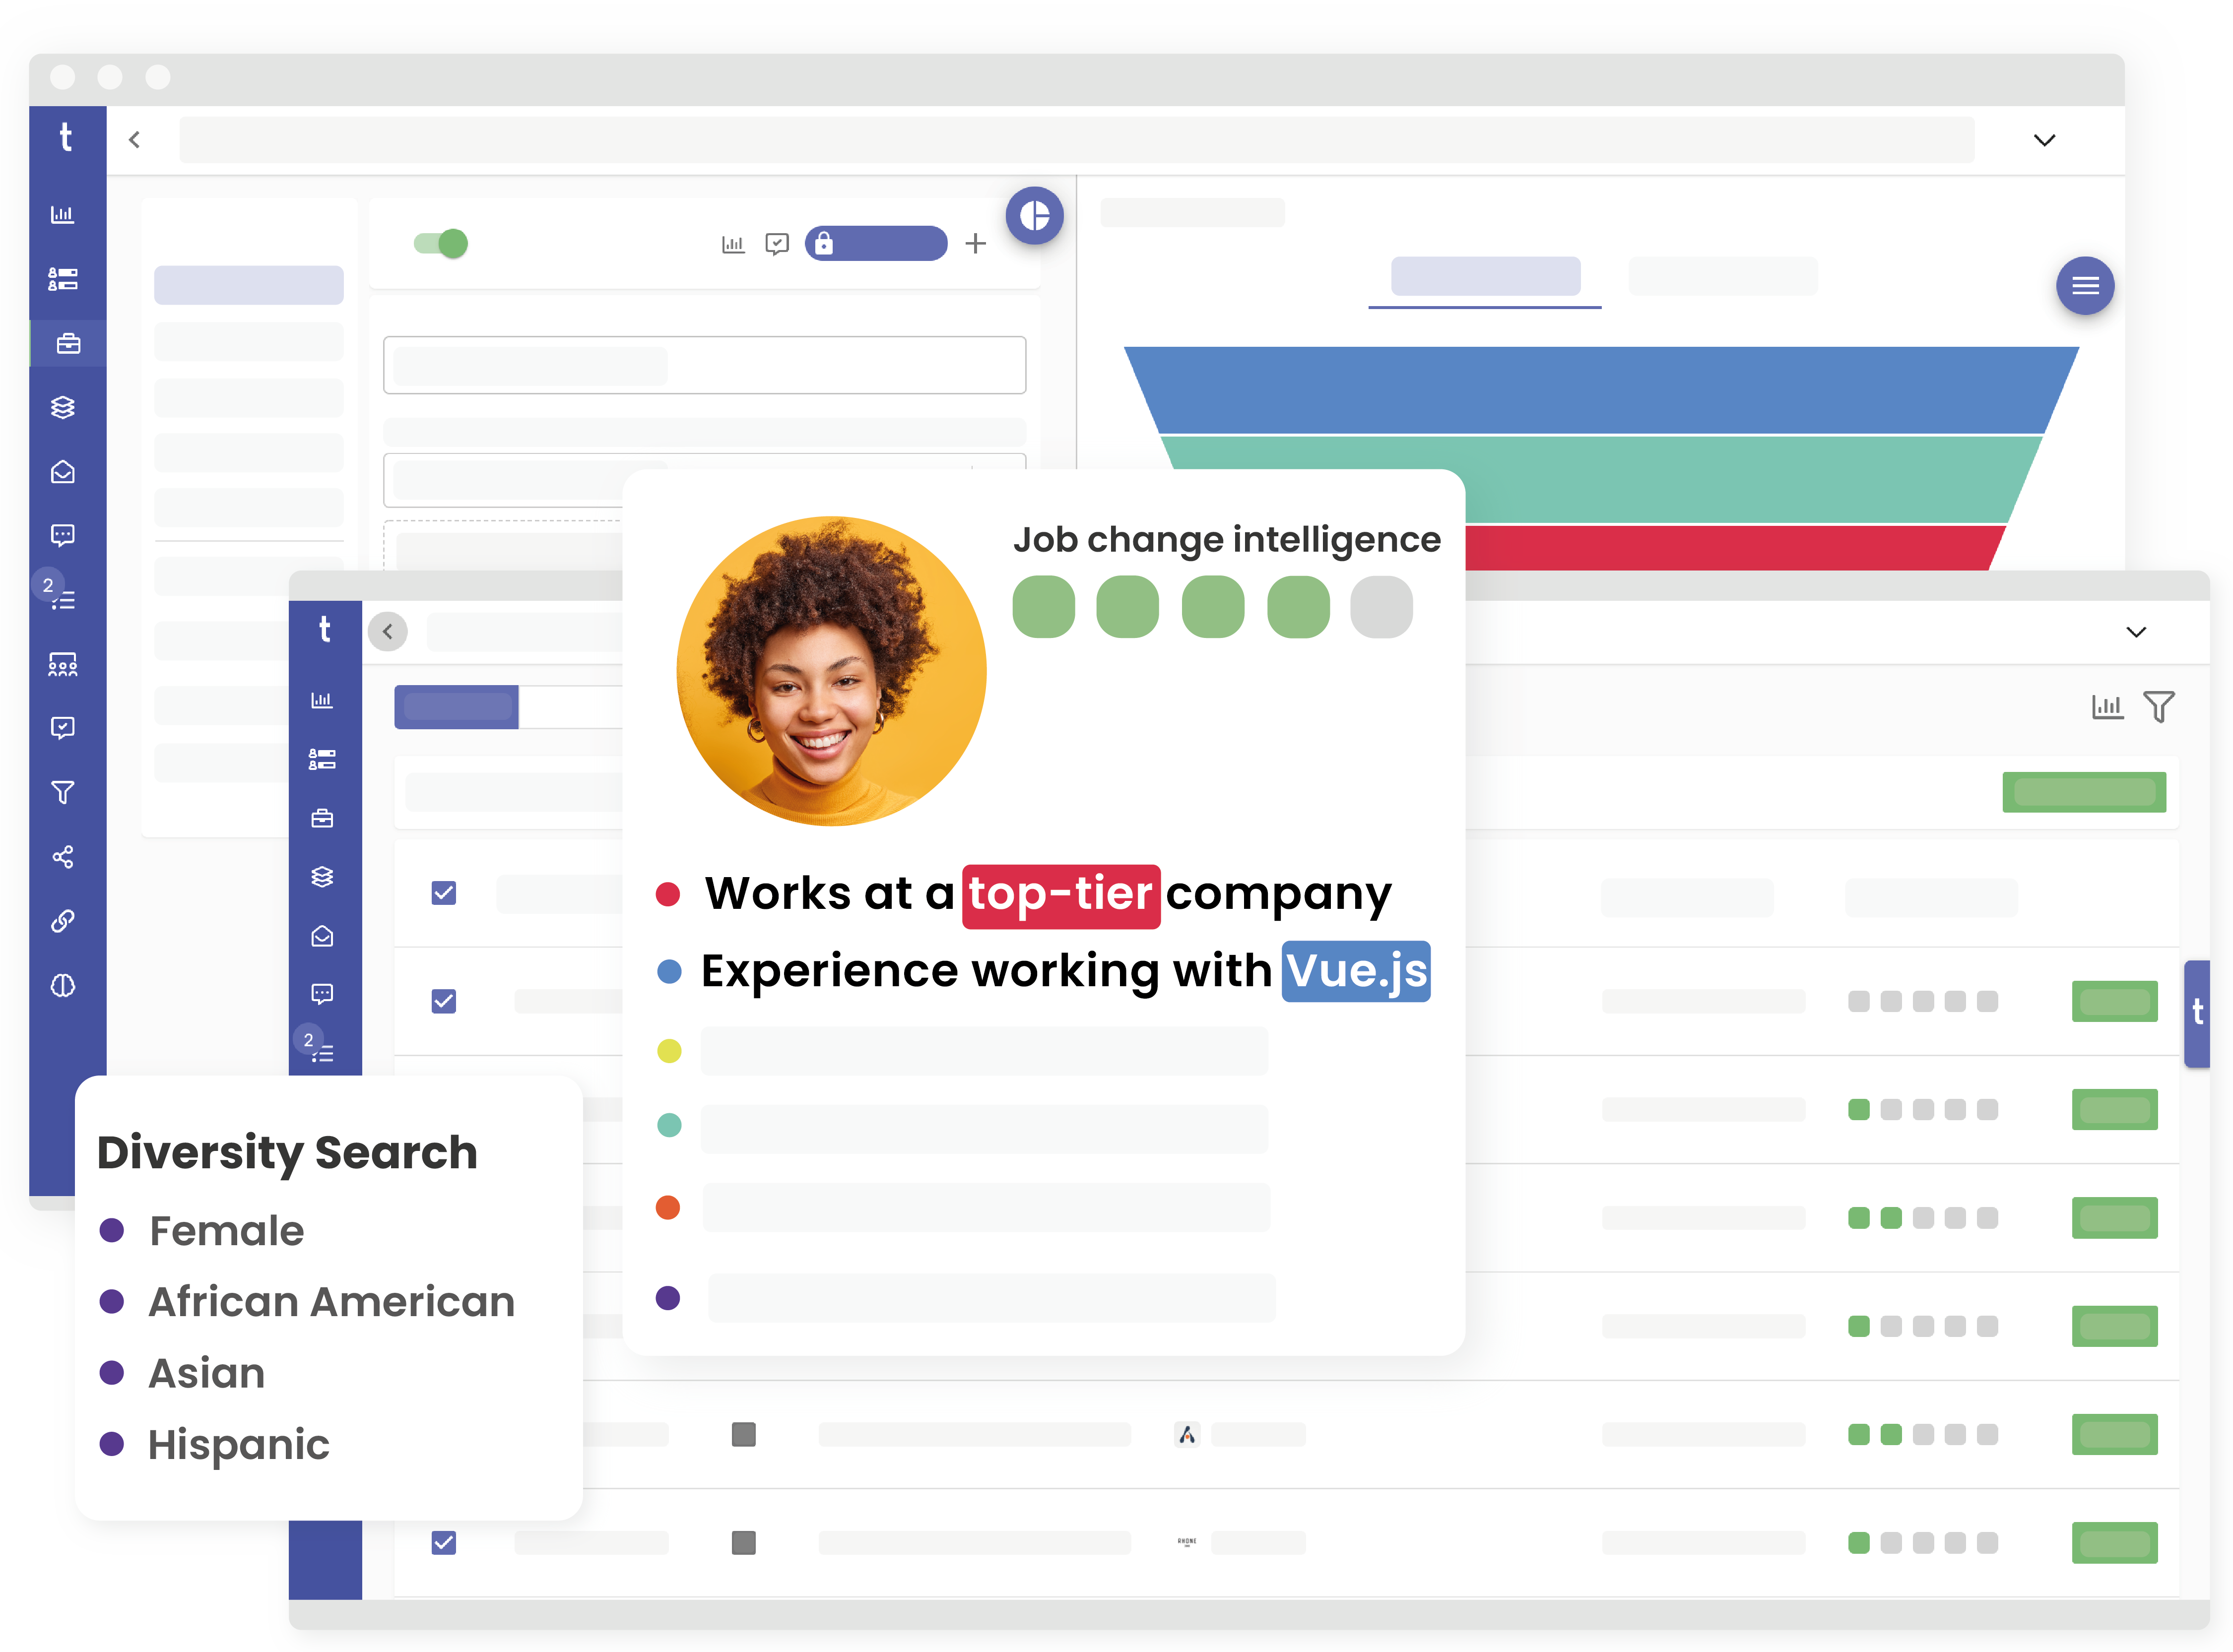 t
2
t
2
Job change intelligence
Works at a top-tier company
Experience working with Vue.js
Diversity Search
Female
African American
Asian
Hispanic
t
RHONE